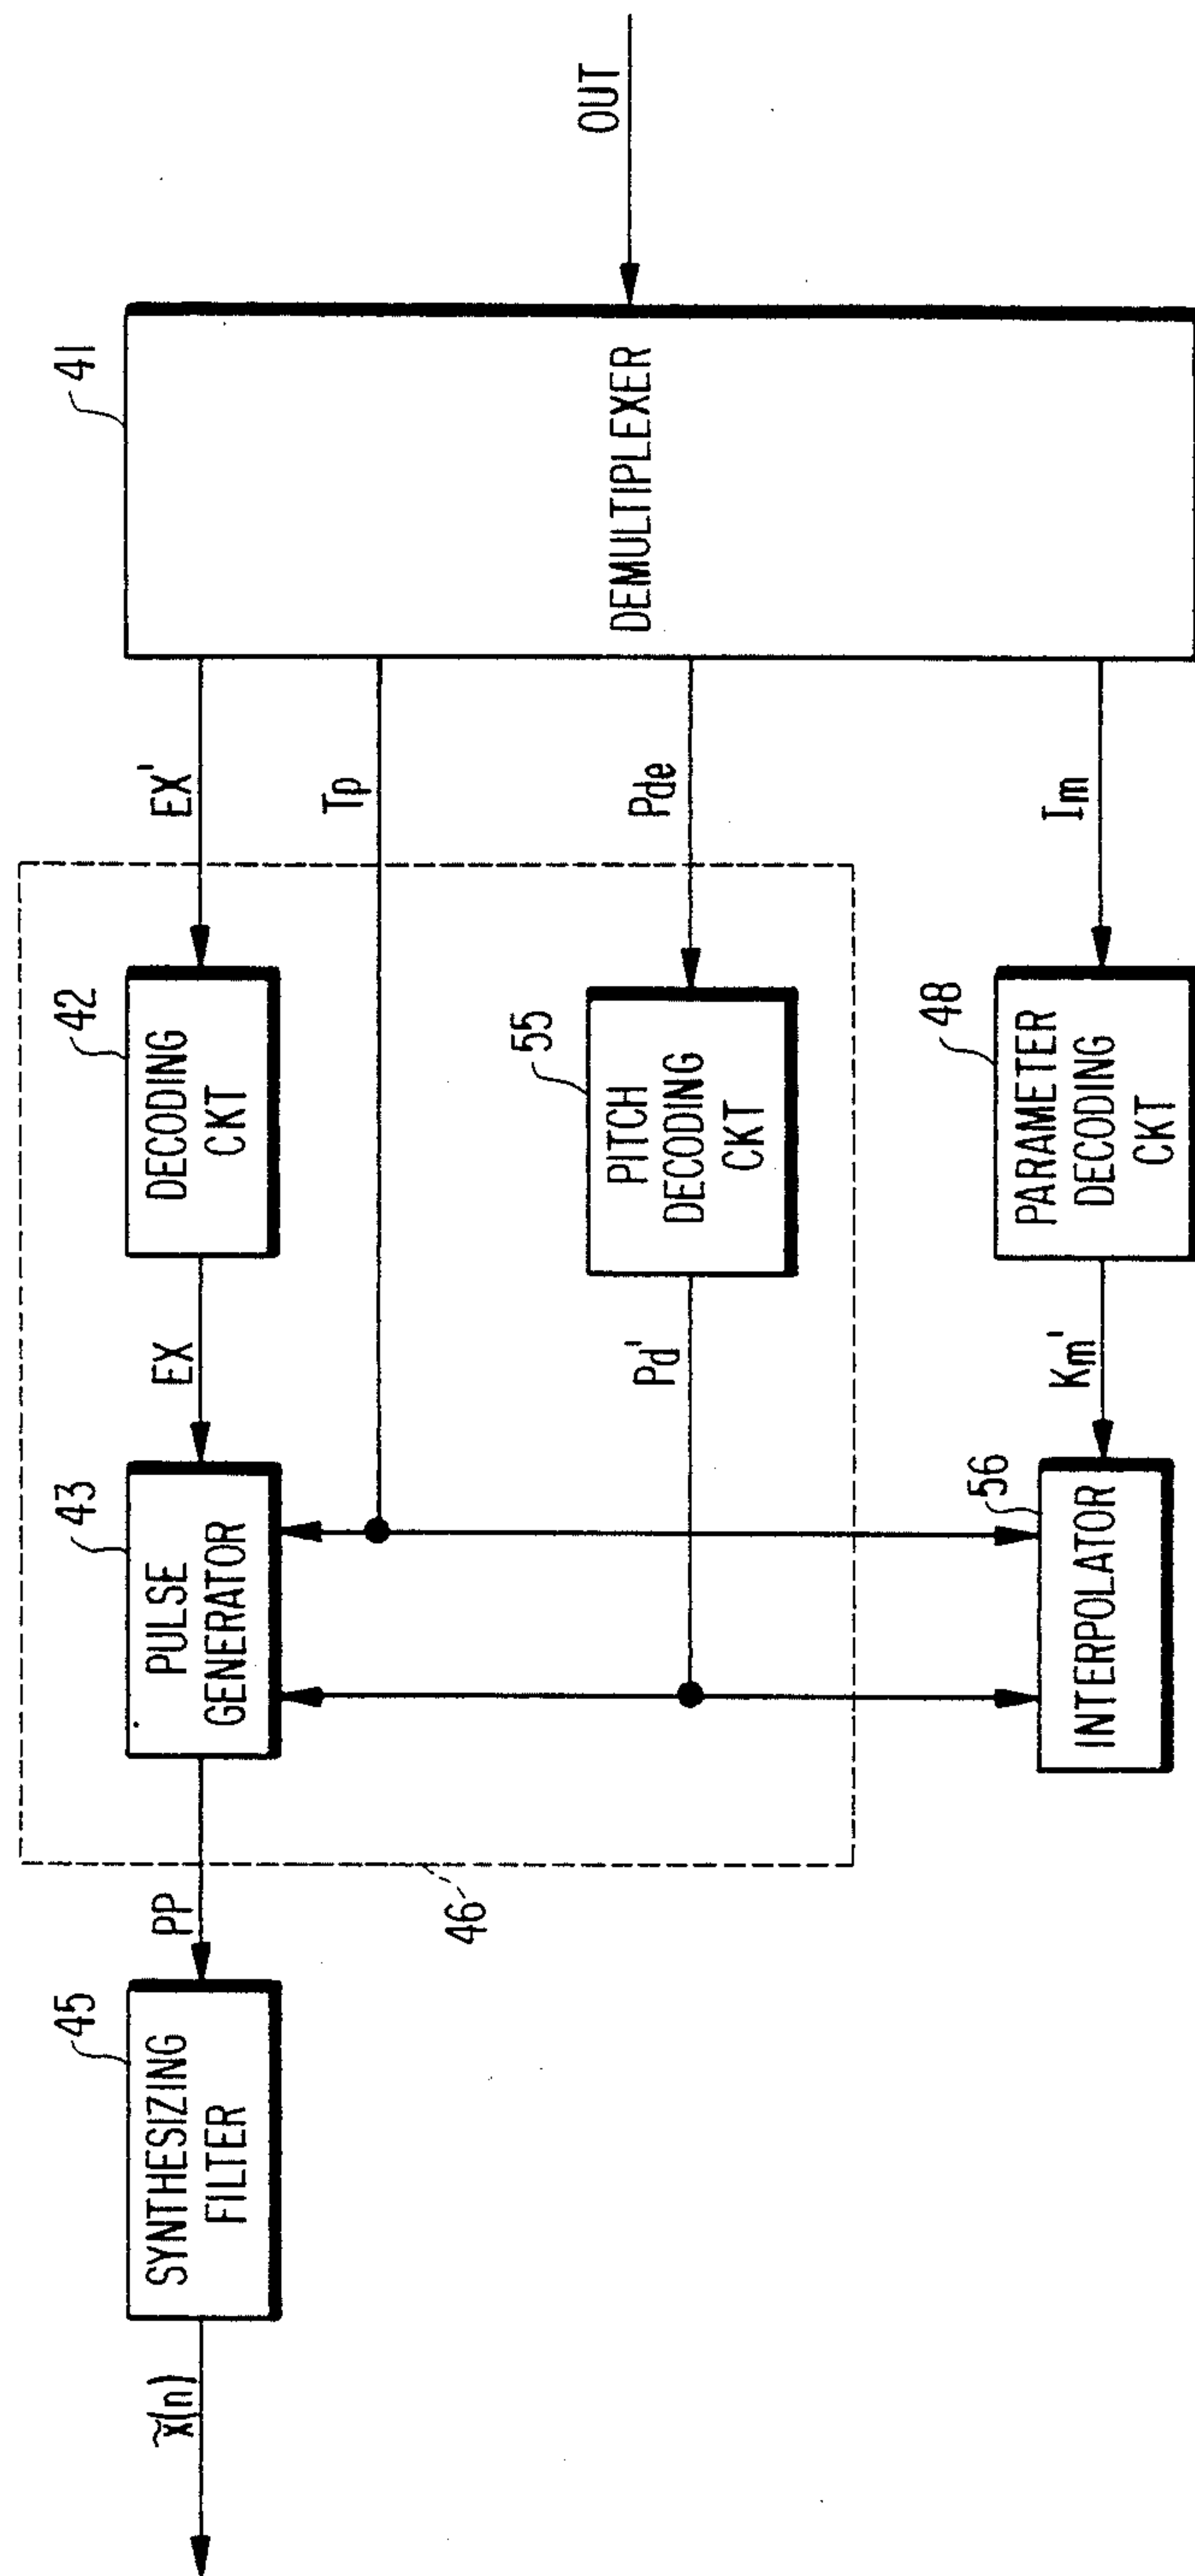 OUT
41
DEMULTIPLEXER
EX'
Tp
Pde
Im
42
DECODING
CKT
55
PITCH
DECODING
CKT
48
PARAMETER
DECODING
CKT
EX
Pd'
Km'
43
PULSE
GENERATOR
56
INTERPOLATOR
PP
46
45
SYNTHESIZING
FILTER
x̃(n)